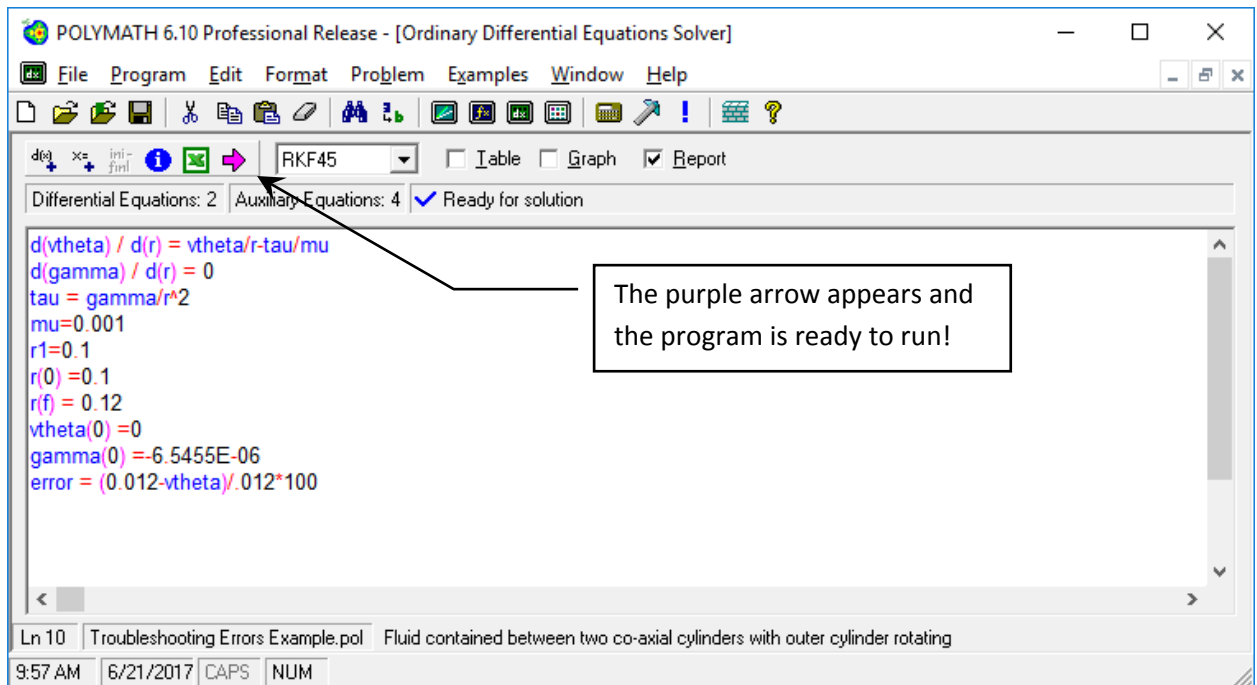 POLYMATH 6.10 Professional Release - [Ordinary Differential Equations Solver]
File Program Edit Format Problem Examples Window Help
d(x) x= ini- finl RKF45 Table Graph Report
Differential Equations: 2 Auxiliary Equations: 4 Ready for solution
d(vtheta) / d(r) = vtheta/r-tau/mu
d(gamma) / d(r) = 0
tau = gamma/r^2
mu=0.001
r1=0.1
r(0) =0.1
r(f) = 0.12
vtheta(0) =0
gamma(0) =-6.5455E-06
error = (0.012-vtheta)/.012*100
The purple arrow appears and
the program is ready to run!
Ln 10 Troubleshooting Errors Example.pol Fluid contained between two co-axial cylinders with outer cylinder rotating
9:57 AM 6/21/2017 CAPS NUM